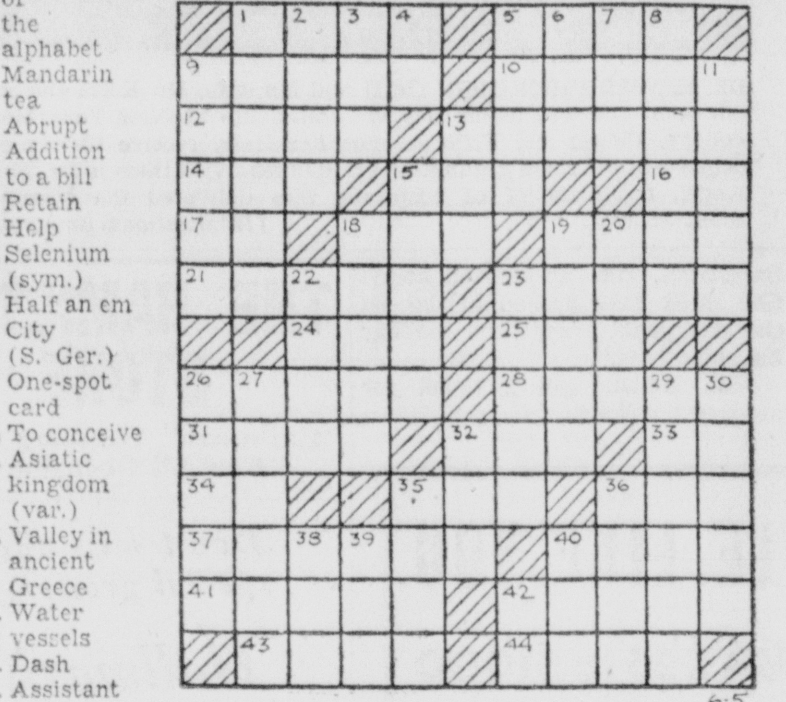 of
the
alphabet
Mandarin
tea
Abrupt
Addition
to a bill
Retain
Help
Selenium
(sym.)
Half an em
City
(S. Ger.)
One-spot
card
To conceive
Asiatic
kingdom
(var.)
Valley in
ancient
Greece
Water
vessels
Dash
Assistant
1 2 3 4 5 6 7 8
9 10 11
12 13
14 15 16
17 18 19 20
21 22 23
24 25
26 27 28 29 30
31 32 33
34 35 36
37 38 39 40
41 42
43 44
6-5